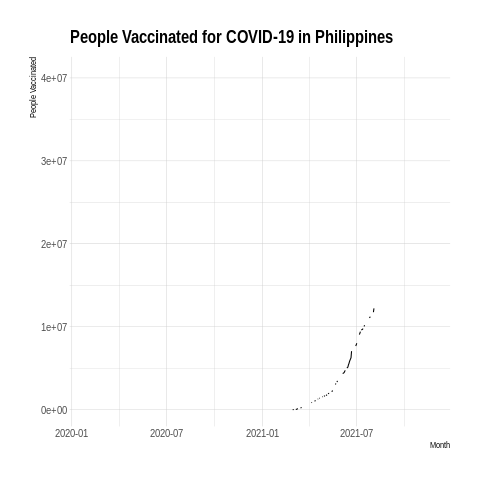 People Vaccinated for COVID-19 in Philippines
People Vaccinated
4e+07
3e+07
2e+07
1e+07
0e+00
2020-01 2020-07 2021-01 2021-07
Month